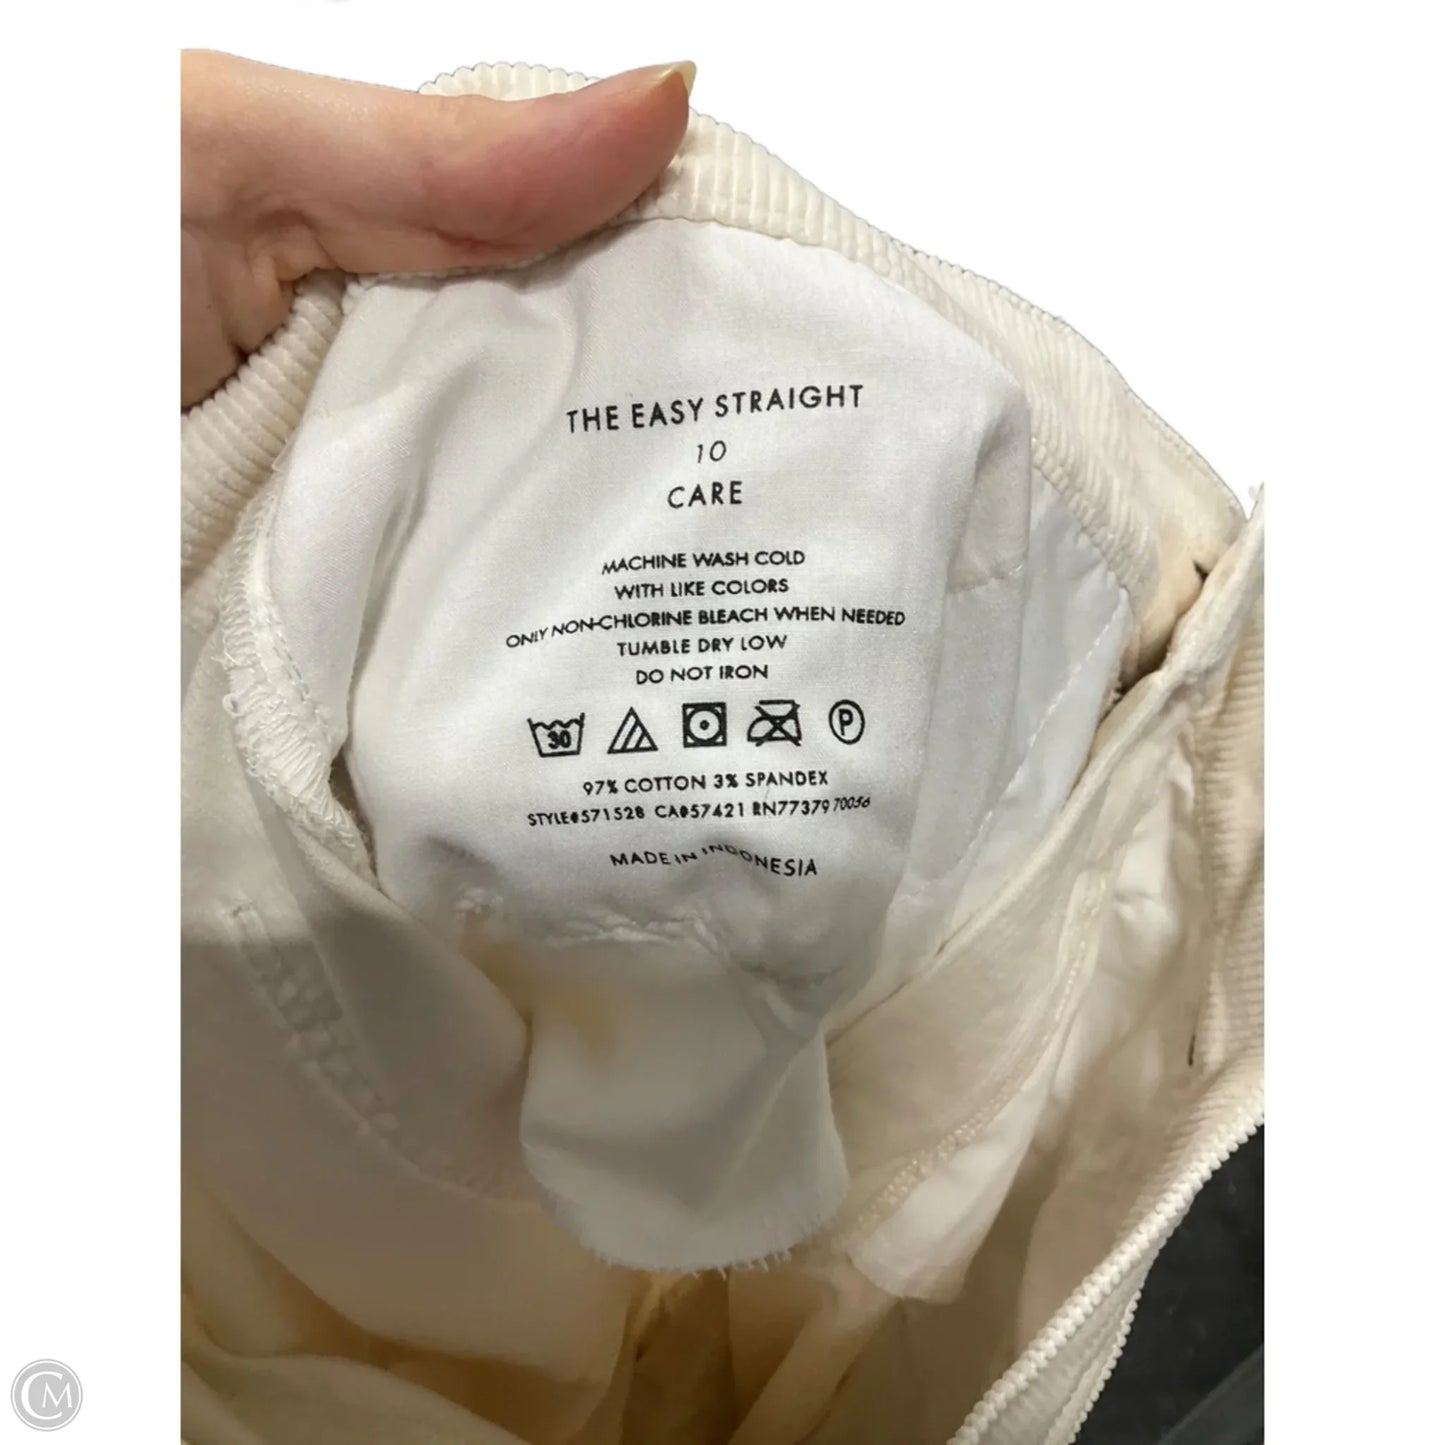 THE EASY STRAIGHT
10
CARE
MACHINE WASH COLD
WITH LIKE COLORS
ONLY NON-CHLORINE BLEACH WHEN NEEDED
TUMBLE DRY LOW
DO NOT IRON
30 P
97% COTTON 3% SPANDEX
STYLE#571528 CA#57421 RN77379 70056
MADE IN INDONESIA
CM